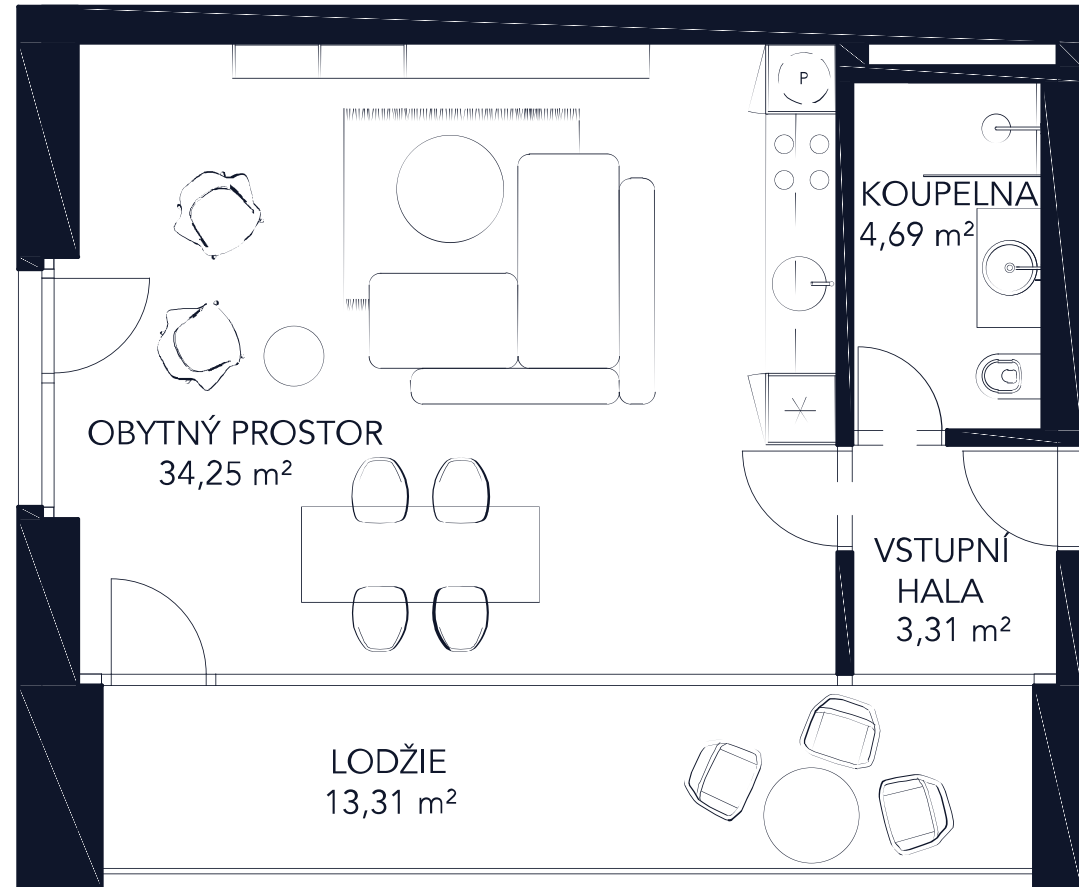 P
KOUPELNA
4,69 m²
OBYTNÝ PROSTOR
34,25 m²
VSTUPNÍ
HALA
3,31 m²
LODŽIE
13,31 m²